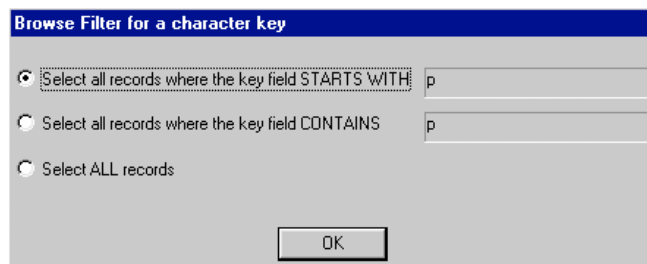 Browse Filter for a character key
Select all records where the key field STARTS WITH p
Select all records where the key field CONTAINS p
Select ALL records
OK